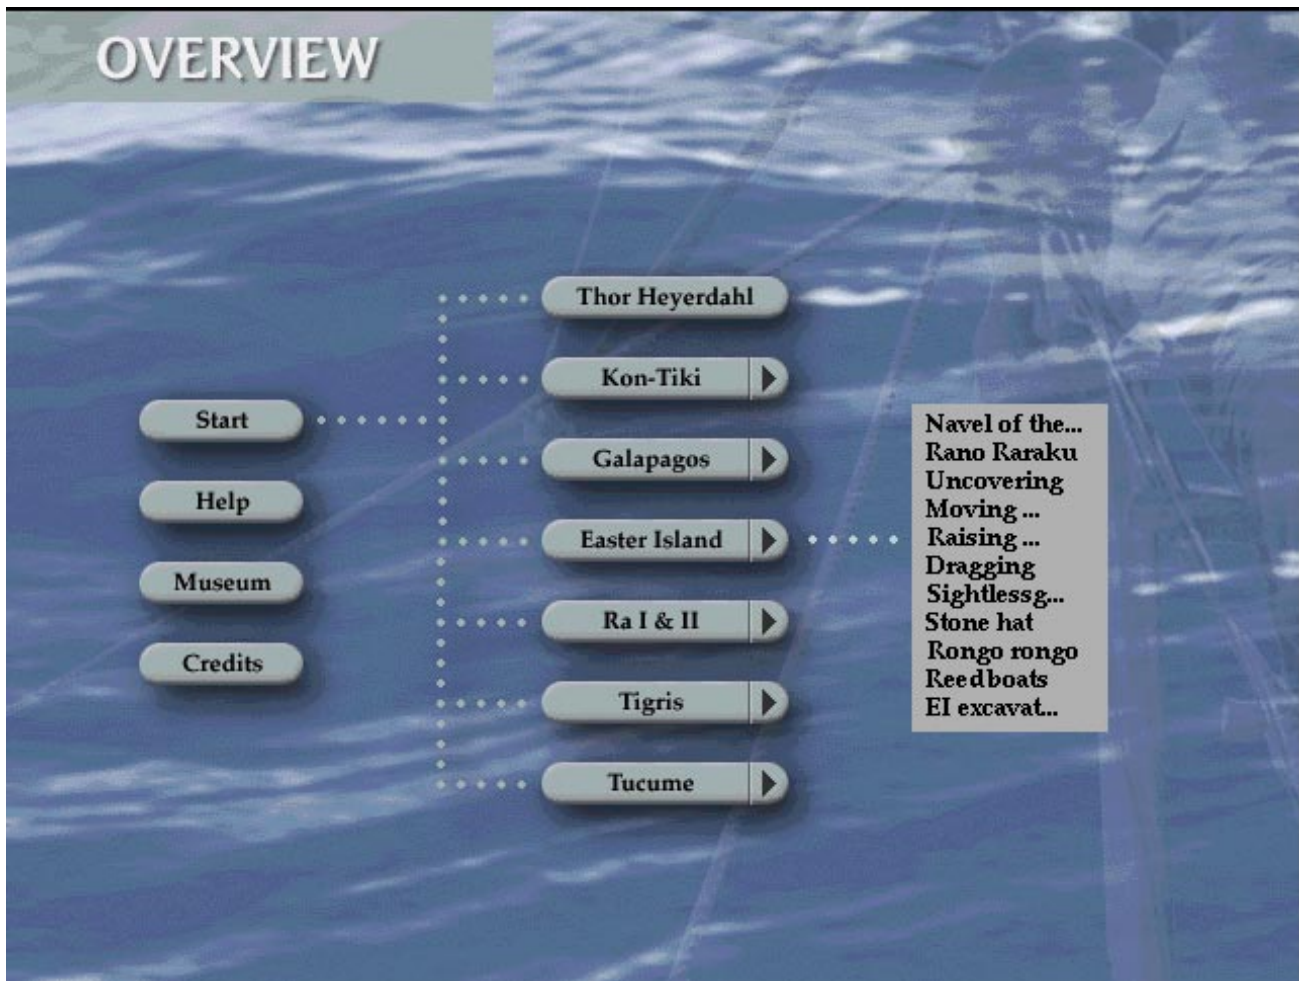 OVERVIEW
Start
Help
Museum
Credits
Thor Heyerdahl
Kon-Tiki
Galapagos
Easter Island
Ra I & II
Tigris
Tucume
Navel of the...
Rano Raraku
Uncovering
Moving ...
Raising ...
Dragging
Sightlessg...
Stone hat
Rongo rongo
Reedboats
EI excavat...